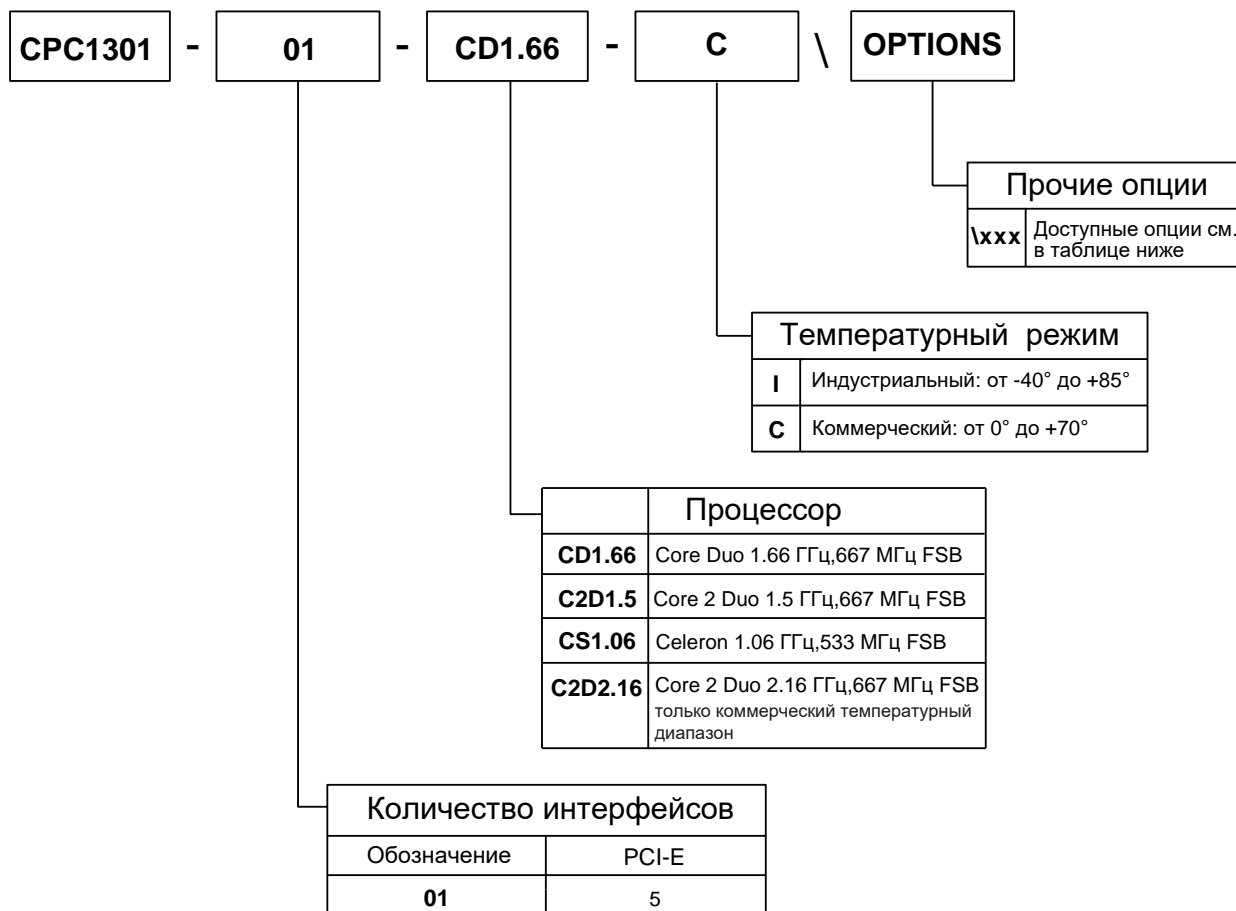 CPC1301 - 01 - CD1.66 - C \ OPTIONS
Прочие опции
\xxx Доступные опции см.
в таблице ниже
Температурный режим
I Индустриальный: от -40° до +85°
C Коммерческий: от 0° до +70°
Процессор
CD1.66 Core Duo 1.66 ГГц,667 МГц FSB
C2D1.5 Core 2 Duo 1.5 ГГц,667 МГц FSB
CS1.06 Celeron 1.06 ГГц,533 МГц FSB
C2D2.16 Core 2 Duo 2.16 ГГц,667 МГц FSB
только коммерческий температурный
диапазон
Количество интерфейсов
Обозначение PCI-E
01 5